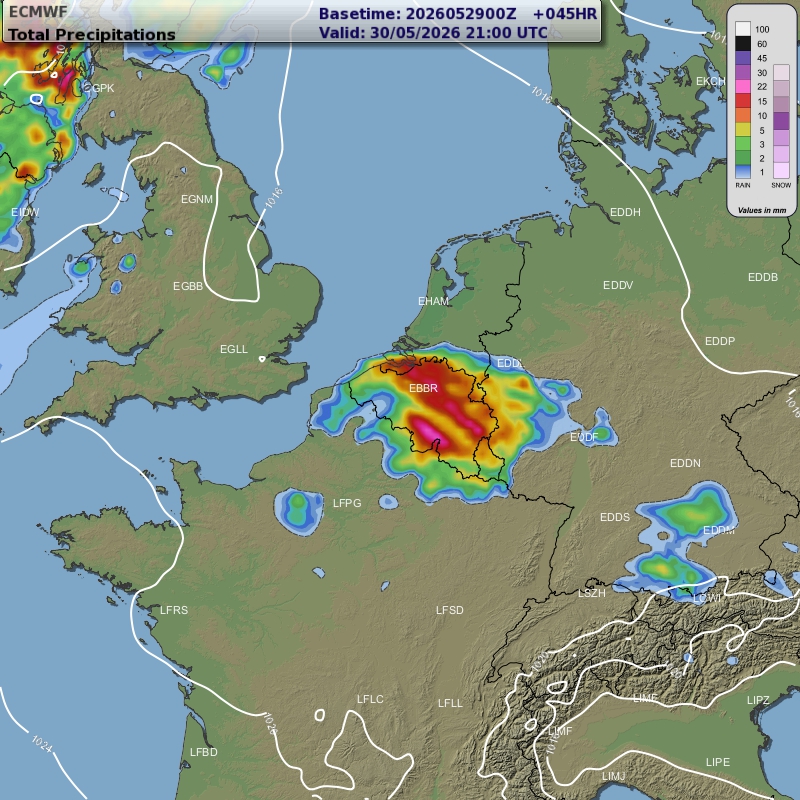 ECMWF
Basetime: 2026052900Z +045HR
Total Precipitations
Valid: 30/05/2026 21:00 UTC
100
60
45
30
22
15
10
5
3
2
1
RAIN
SNOW
Values in mm
GPK
EKCH
1016
EGNM
1016
EIDW
EDDH
EGBB
EDDV
EDDB
EHAM
EGLL
EDDP
EBBR
1016
EDDF
EDDN
LFPG
EDDS
EDDM
LSZH
LOWI
LFRS
LFSD
1020
LFLC
LFLL
LIME
LIPZ
1020
1024
LFBD
LIMF
1016
LIPE
LIMJ